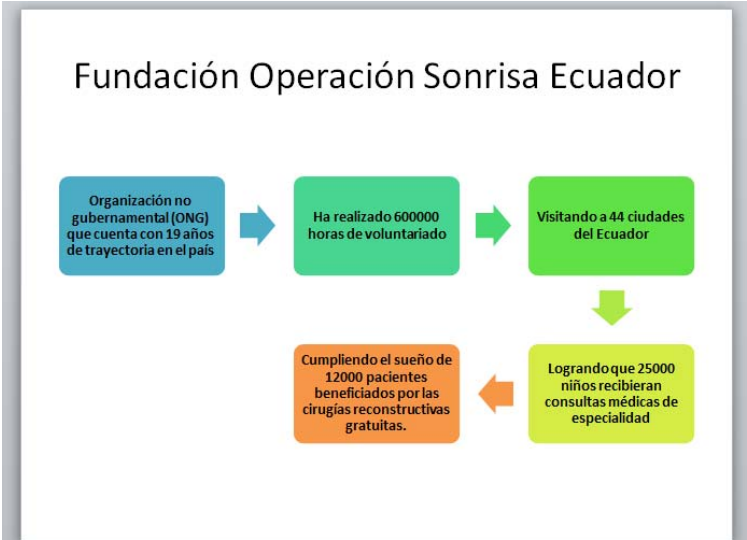 Fundación Operación Sonrisa Ecuador
Organización no
gubernamental (ONG)
que cuenta con 19 años
de trayectoria en el país
Ha realizado 600000
horas de voluntariado
Visitando a 44 ciudades
del Ecuador
Logrando que 25000
niños recibieran
consultas médicas de
especialidad
Cumpliendo el sueño de
12000 pacientes
beneficiados por las
cirugías reconstructivas
gratuitas.